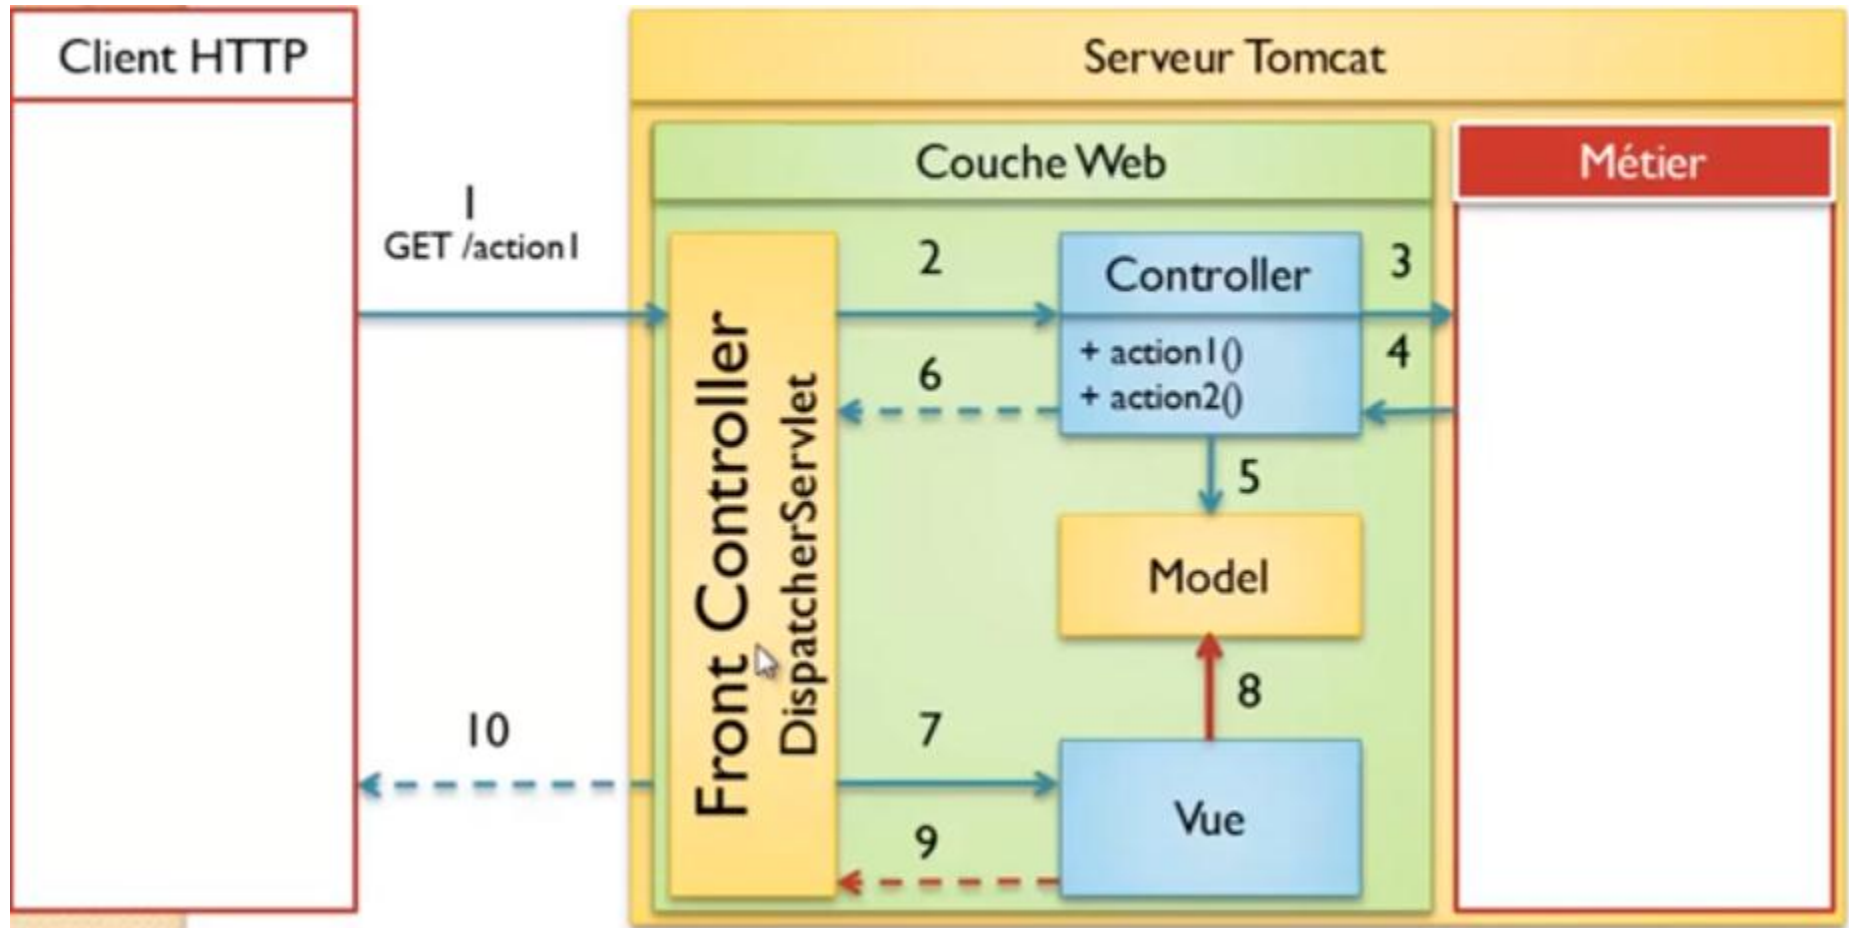 Client HTTP
Serveur Tomcat
Couche Web
Métier
1
GET /action1
2
Controller
3
+ action1()
+ action2()
4
6
5
Front Controller
DispatcherServlet
Model
8
10
7
Vue
9